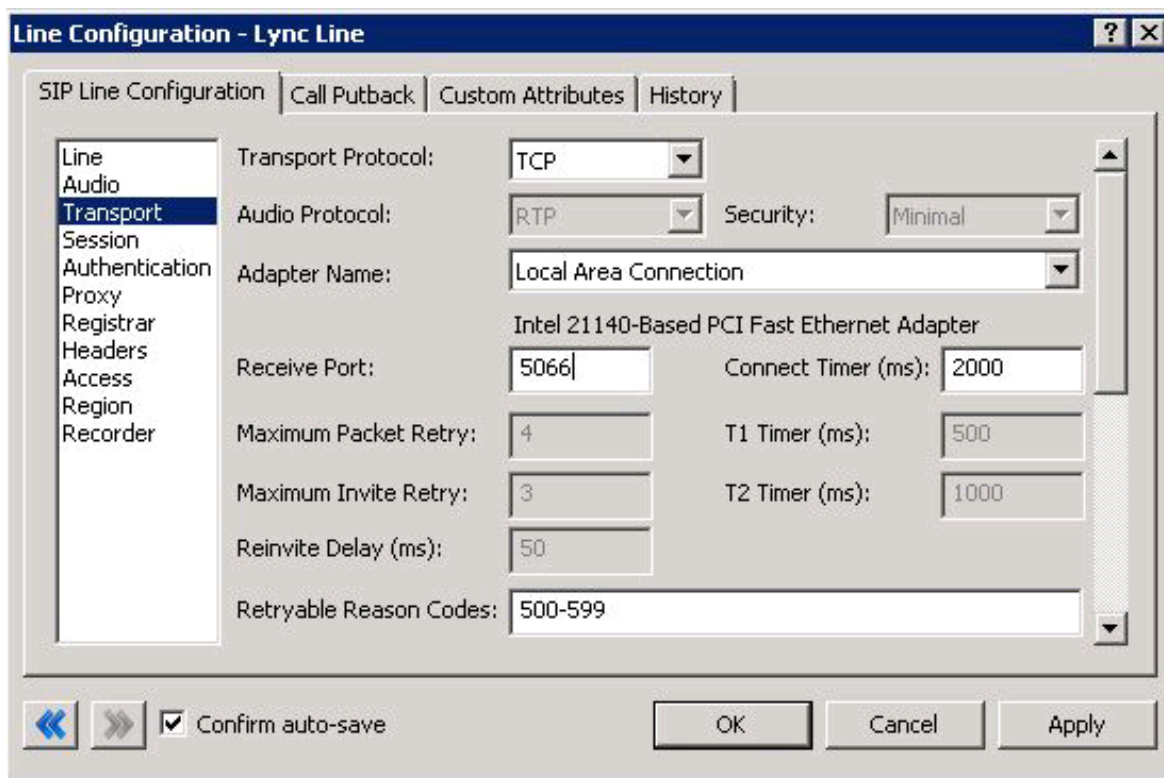 Line Configuration - Lync Line
SIP Line Configuration
Call Putback
Custom Attributes
History
Line
Audio
Transport
Session
Authentication
Proxy
Registrar
Headers
Access
Region
Recorder
Transport Protocol: TCP
Audio Protocol: RTP Security: Minimal
Adapter Name: Local Area Connection
Intel 21140-Based PCI Fast Ethernet Adapter
Receive Port: 5066 Connect Timer (ms): 2000
Maximum Packet Retry: 4 T1 Timer (ms): 500
Maximum Invite Retry: 3 T2 Timer (ms): 1000
Reinvite Delay (ms): 50
Retryable Reason Codes: 500-599
Confirm auto-save
OK
Cancel
Apply